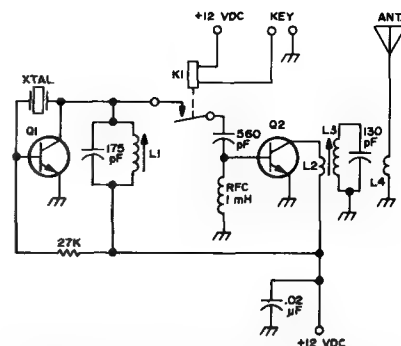 +12 VDC
KEY
ANT.
K1
XTAL
Q1
175
pF
L1
560
pF
Q2
L3
130
pF
L2
L4
RFC
1 mH
27K
.02
µF
+12 VDC